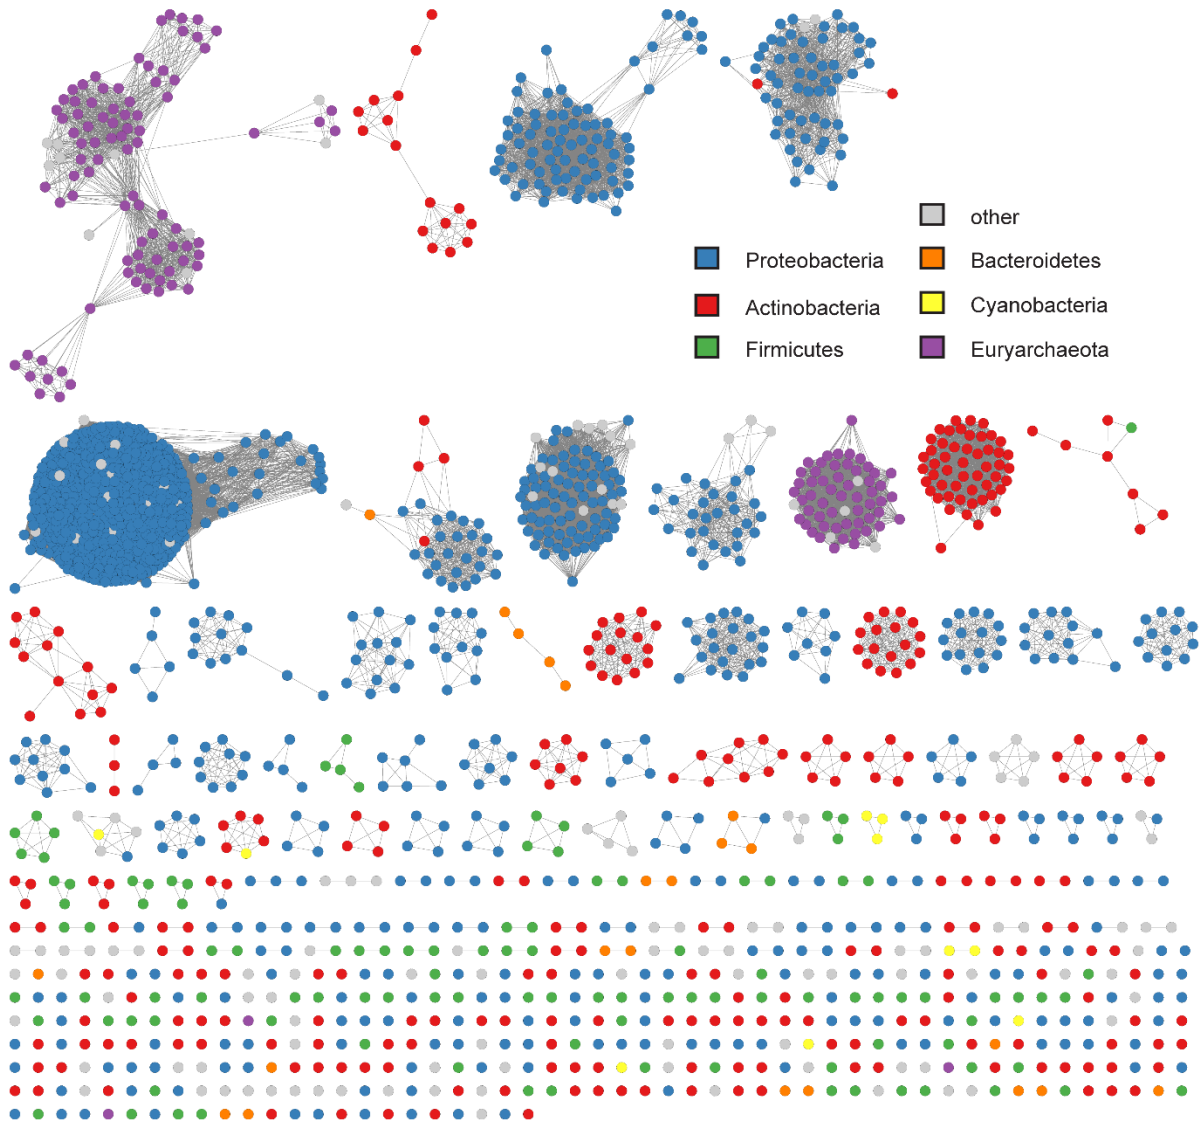 other
Proteobacteria
Bacteroidetes
Actinobacteria
Cyanobacteria
Firmicutes
Euryarchaeota